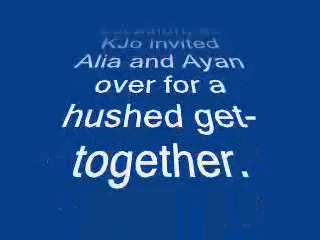 KJo invited
Alia and Ayan
over for a
hushed get-
together.